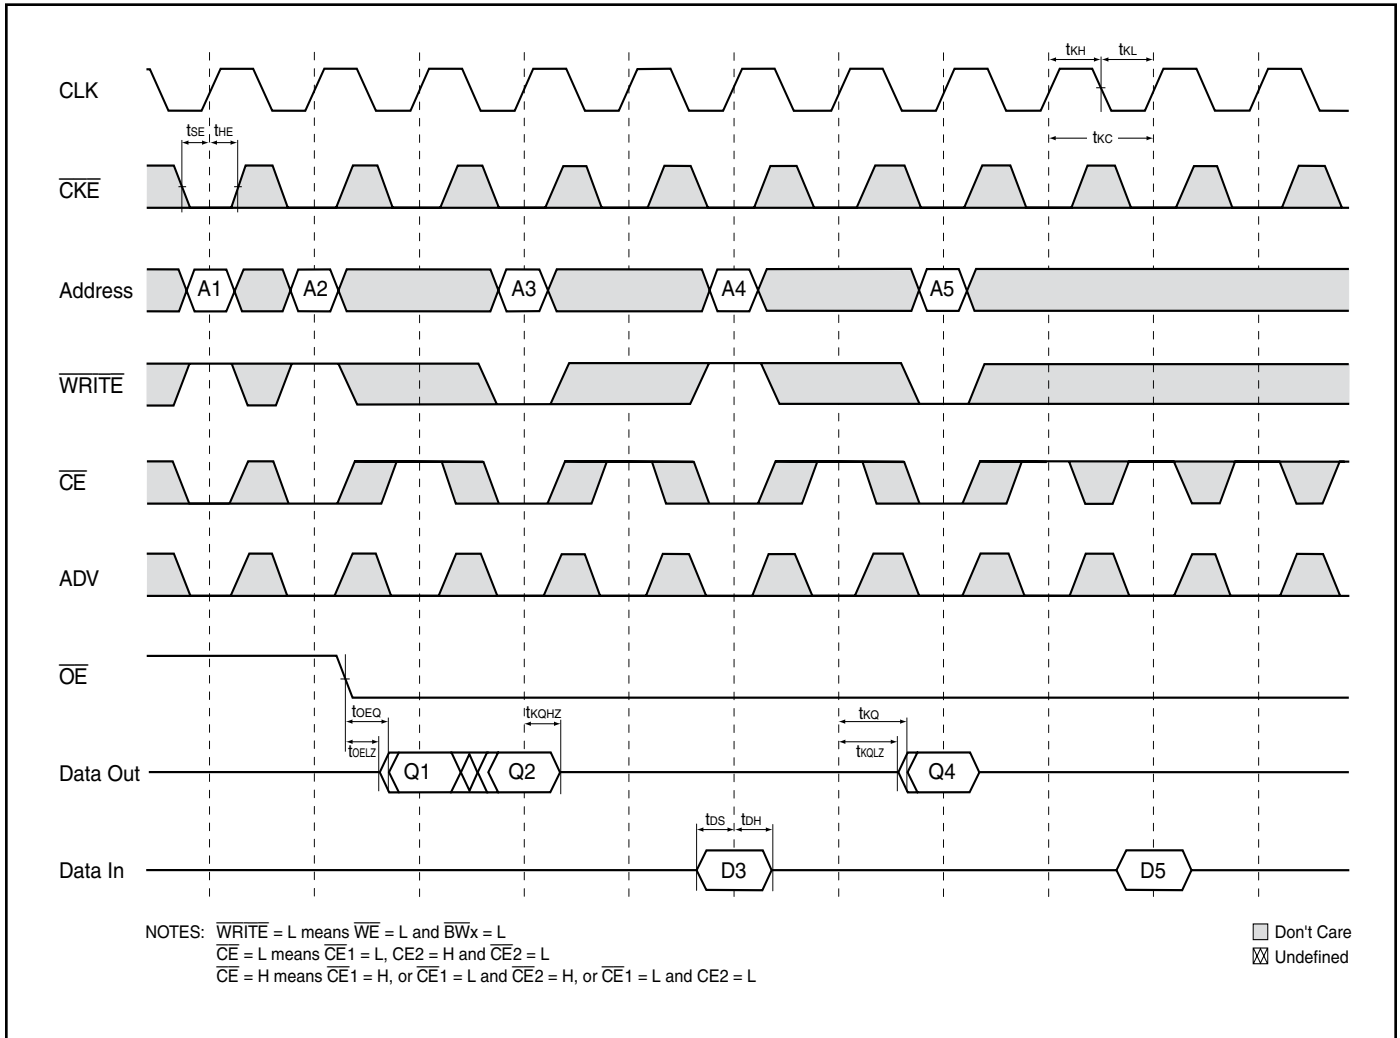 tKH tKL
CLK
tSE tHE
tKC
CKE
Address A1 A2 A3 A4 A5
WRITE
CE
ADV
OE
tOEQ tKQHZ tKQ
tOELZ tKQLZ
Data Out Q1 Q2 Q4
tDS tDH
Data In D3 D5
NOTES: WRITE = L means WE = L and BWx = L
CE = L means CE1 = L, CE2 = H and CE2 = L
CE = H means CE1 = H, or CE1 = L and CE2 = H, or CE1 = L and CE2 = L
Don't Care
Undefined